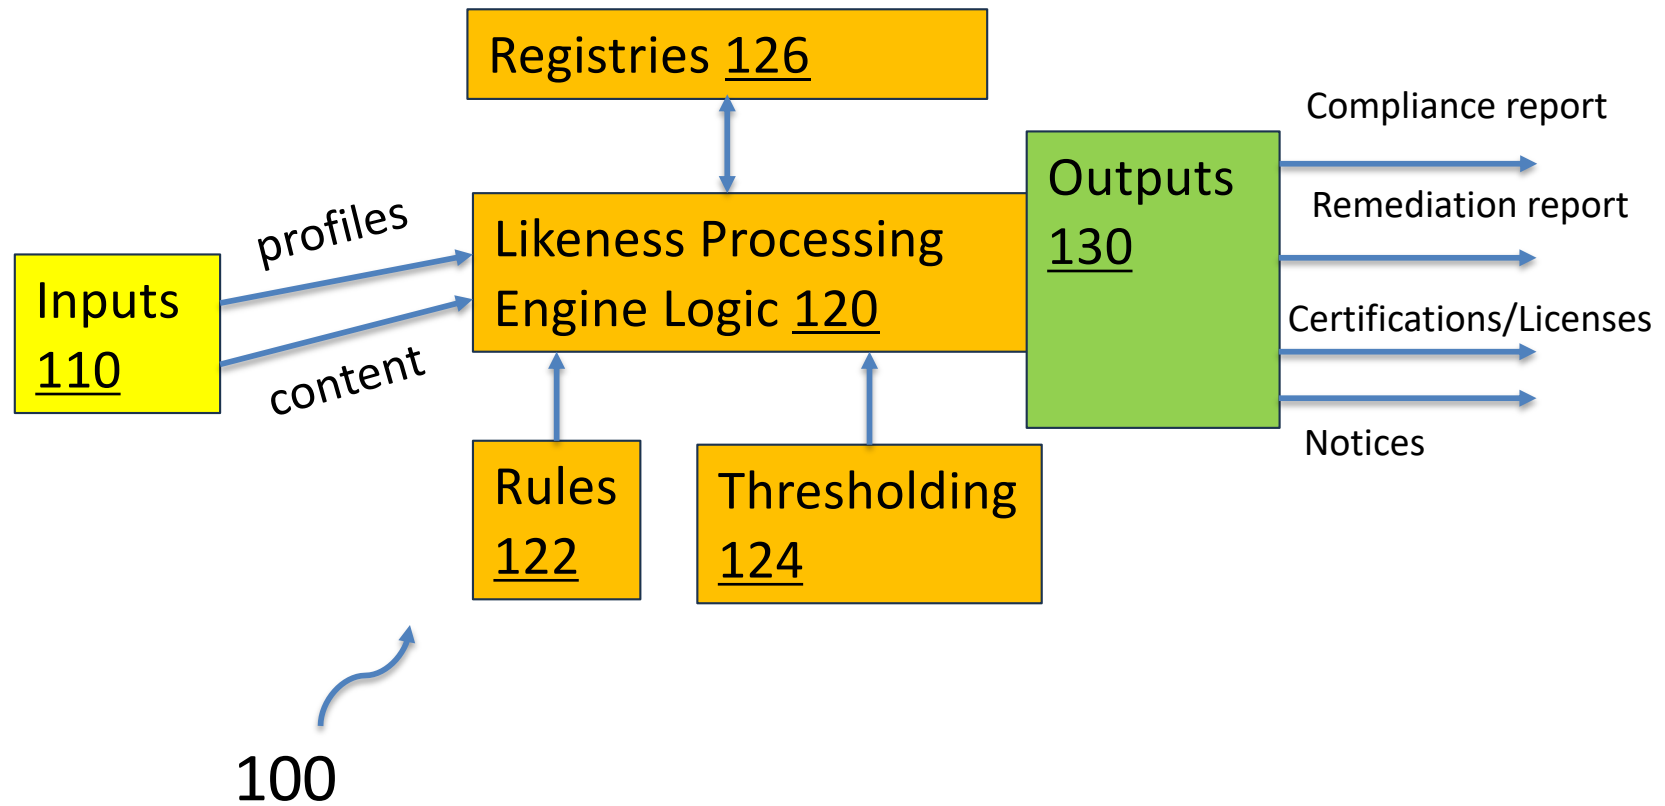 Registries 126
Compliance report
Outputs
130
Remediation report
profiles
Likeness Processing
Engine Logic 120
Inputs
110
content
Certifications/Licenses
Notices
Rules
122
Thresholding
124
100